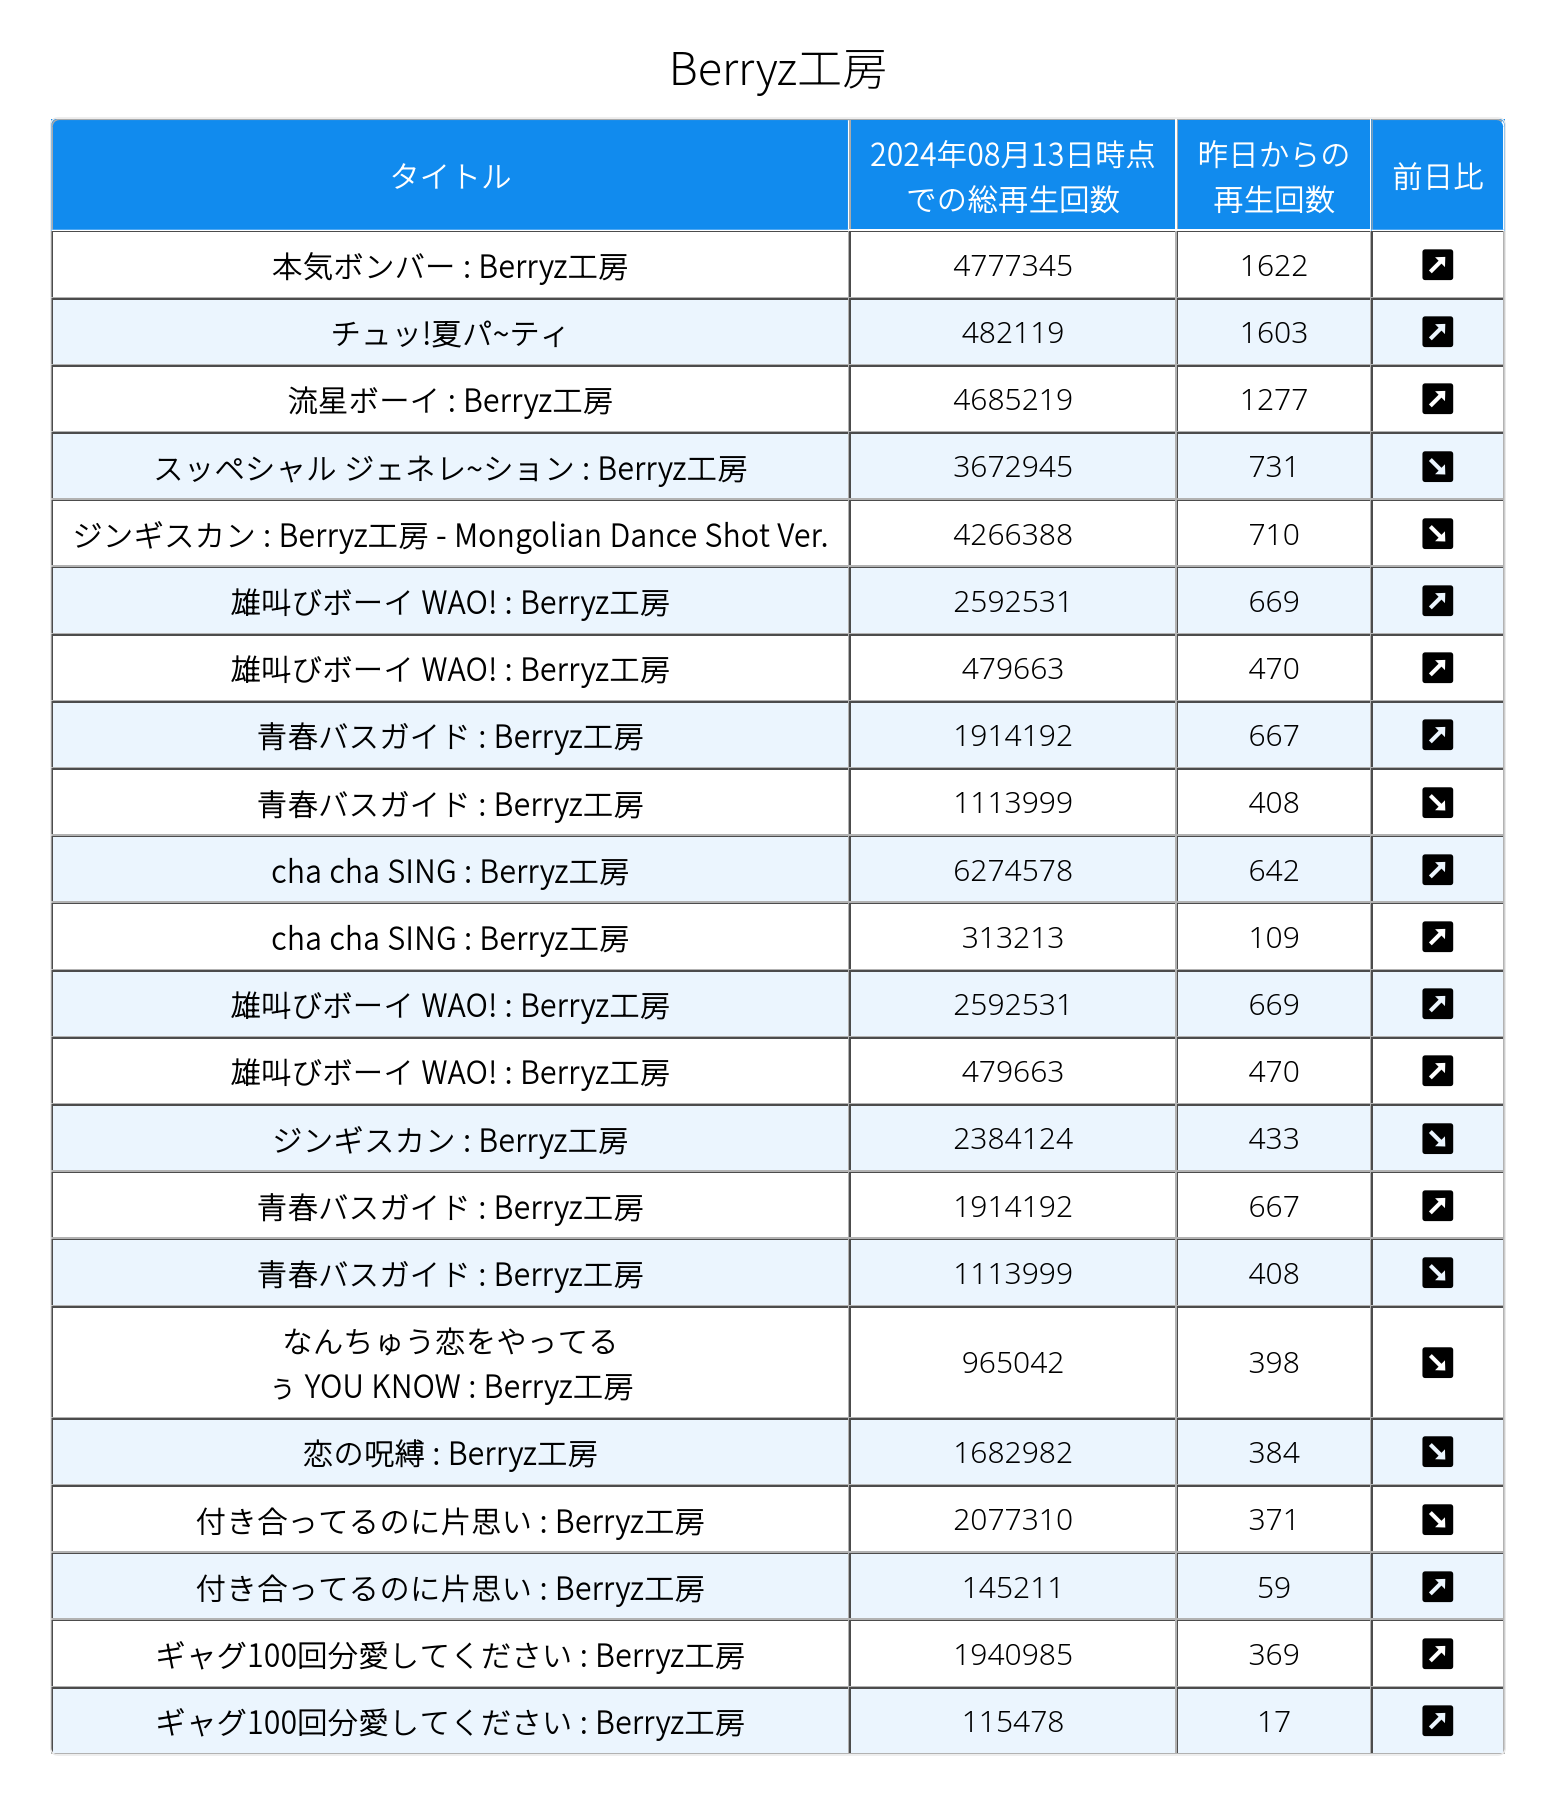 Berryz工房
タイトル 2024年08月13日時点での総再生回数 昨日からの再生回数 前日比
本気ボンバー : Berryz工房 4777345 1622
チュッ!夏パ~ティ 482119 1603
流星ボーイ : Berryz工房 4685219 1277
スッペシャル ジェネレ~ション : Berryz工房 3672945 731
ジンギスカン : Berryz工房 - Mongolian Dance Shot Ver. 4266388 710
雄叫びボーイ WAO! : Berryz工房 2592531 669
雄叫びボーイ WAO! : Berryz工房 479663 470
青春バスガイド : Berryz工房 1914192 667
青春バスガイド : Berryz工房 1113999 408
cha cha SING : Berryz工房 6274578 642
cha cha SING : Berryz工房 313213 109
雄叫びボーイ WAO! : Berryz工房 2592531 669
雄叫びボーイ WAO! : Berryz工房 479663 470
ジンギスカン : Berryz工房 2384124 433
青春バスガイド : Berryz工房 1914192 667
青春バスガイド : Berryz工房 1113999 408
なんちゅう恋をやってる
ぅ YOU KNOW : Berryz工房 965042 398
恋の呪縛 : Berryz工房 1682982 384
付き合ってるのに片思い : Berryz工房 2077310 371
付き合ってるのに片思い : Berryz工房 145211 59
ギャグ100回分愛してください : Berryz工房 1940985 369
ギャグ100回分愛してください : Berryz工房 115478 17